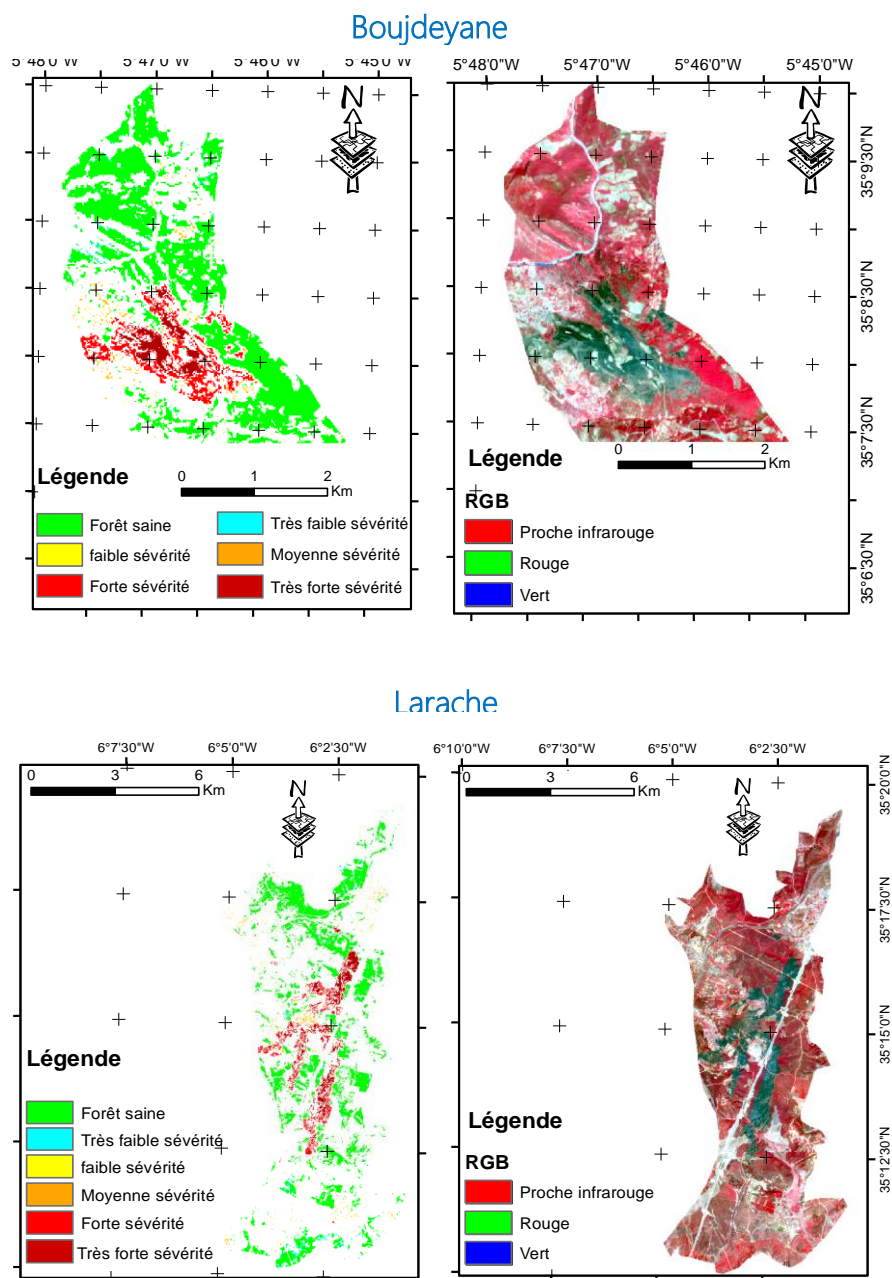 Boujdeyane
5°48'0"W 5°47'0"W 5°46'0"W 5°45'0"W
5°48'0"W 5°47'0"W 5°46'0"W 5°45'0"W
N
N
35°9'30"N
35°8'30"N
35°7'30"N
35°6'30"N
Légende
0 1 2
Km
Forêt saine
Très faible sévérité
faible sévérité
Moyenne sévérité
Forte sévérité
Très forte sévérité
0 1 2
Km
Légende
RGB
Proche infrarouge
Rouge
Vert
Larache
6°7'30"W 6°5'0"W 6°2'30"W
6°10'0"W 6°7'30"W 6°5'0"W 6°2'30"W
0 3 6
Km
0 3 6
Km
N
N
35°20'0"N
35°17'30"N
35°15'0"N
35°12'30"N
Légende
Forêt saine
Très faible sévérité
faible sévérité
Moyenne sévérité
Forte sévérité
Très forte sévérité
Légende
RGB
Proche infrarouge
Rouge
Vert